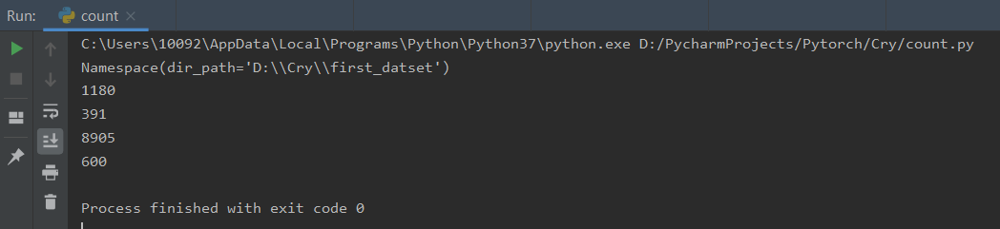 Run: count
C:\Users\10092\AppData\Local\Programs\Python\Python37\python.exe D:/PycharmProjects/Pytorch/Cry/count.py
Namespace(dir_path='D:\\Cry\\first_datset')
1180
391
8905
600
Process finished with exit code 0